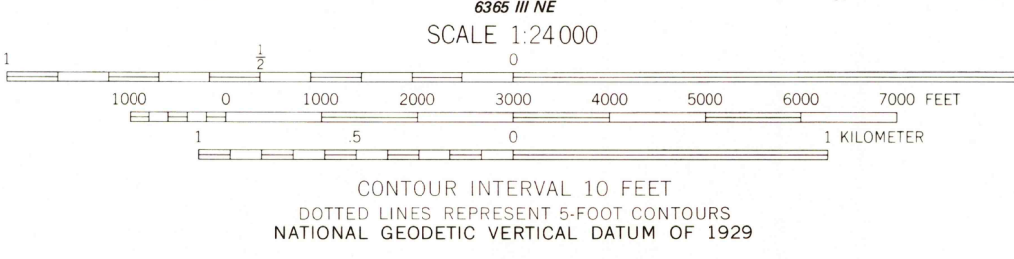 6365 III NE
SCALE 1:24 000
1 1/2 0
1000 0 1000 2000 3000 4000 5000 6000 7000 FEET
1 .5 0 1 KILOMETER
CONTOUR INTERVAL 10 FEET
DOTTED LINES REPRESENT 5-FOOT CONTOURS
NATIONAL GEODETIC VERTICAL DATUM OF 1929